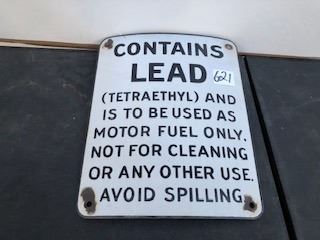 CONTAINS
LEAD
621
(TETRAETHYL) AND
IS TO BE USED AS
MOTOR FUEL ONLY.
NOT FOR CLEANING
OR ANY OTHER USE.
AVOID SPILLING